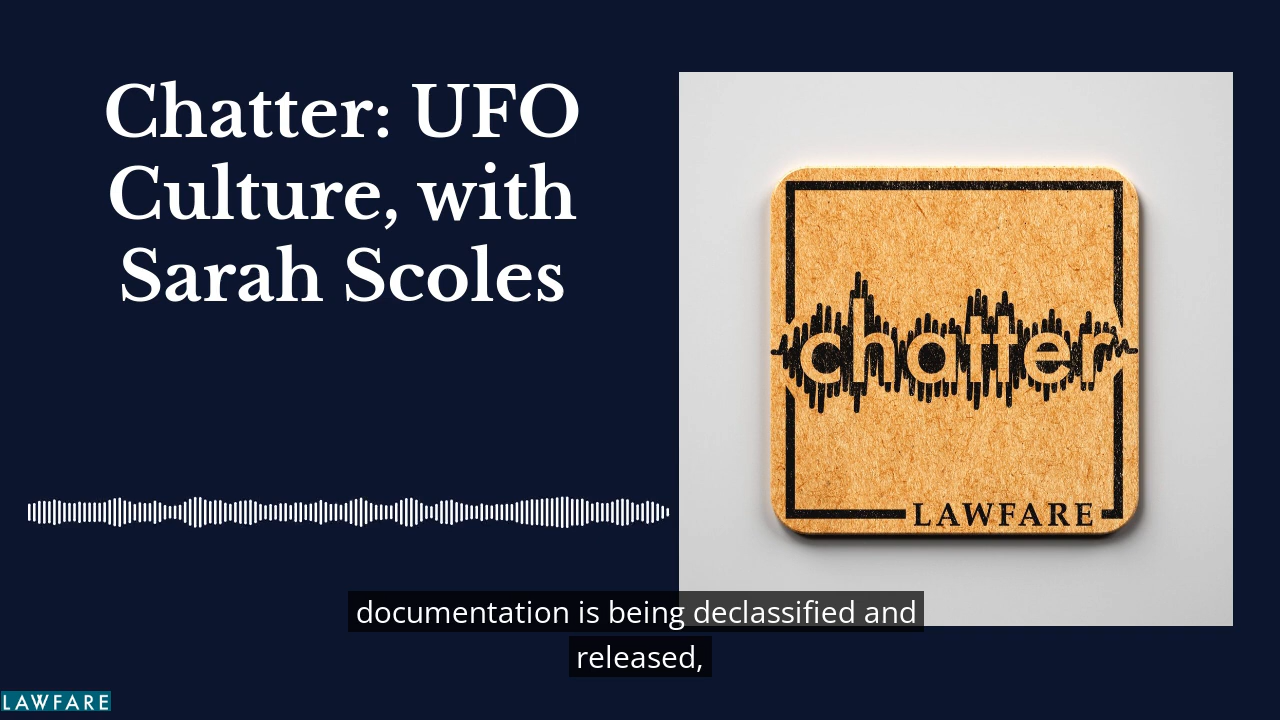 Chatter: UFO
Culture, with
Sarah Scoles
chatter
LAWFARE
documentation is being declassified and
released,
LAWFARE